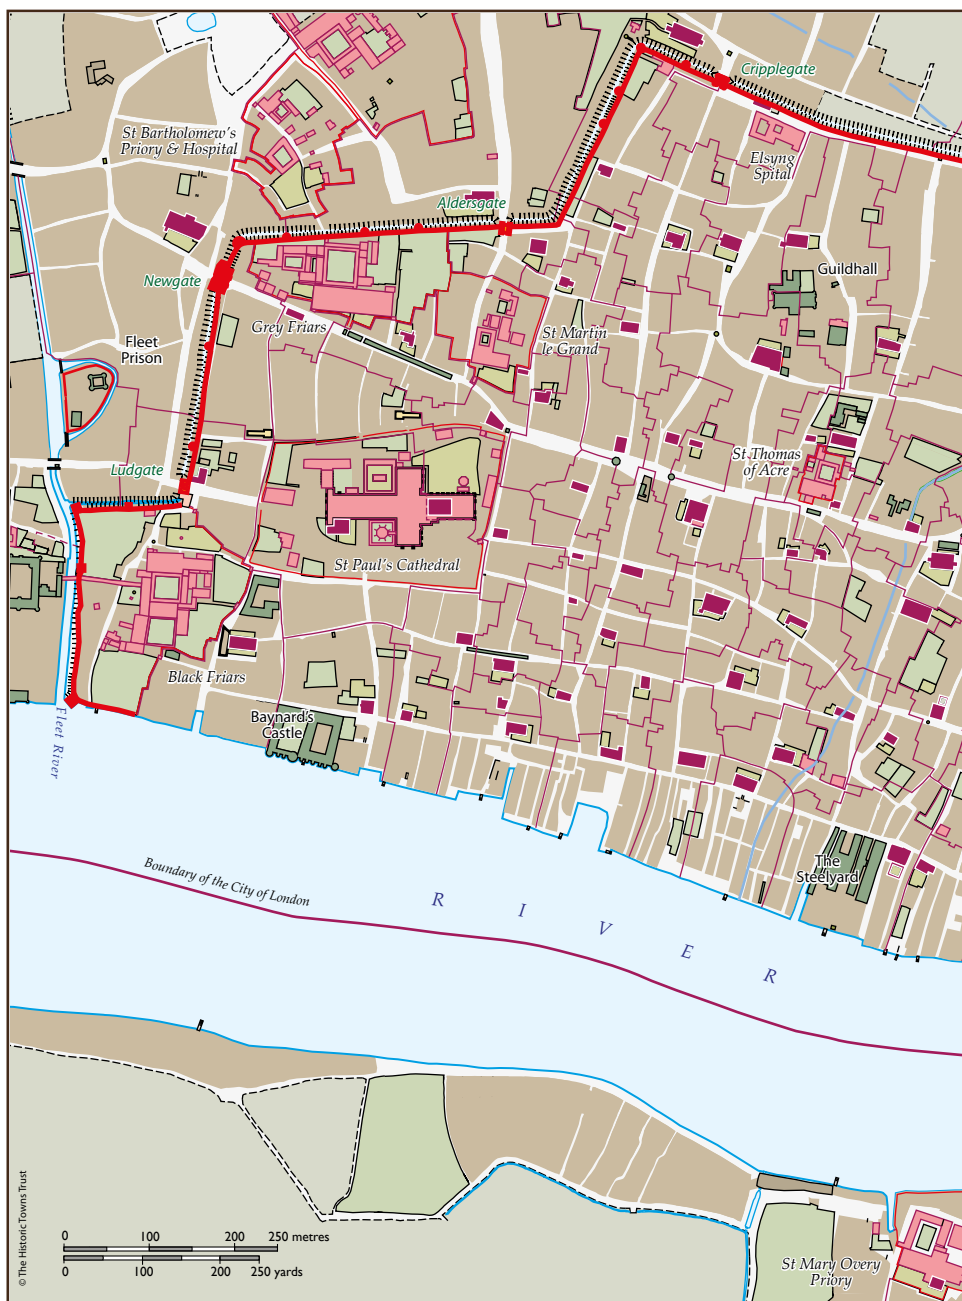 Cripplegate
St Bartholomew's
Priory & Hospital
Elsyng
Spital
Aldersgate
Guildhall
Newgate
Grey Friars
St Martin
le Grand
Fleet
Prison
Ludgate
St Thomas
of Acre
St Paul's Cathedral
Black Friars
Baynard's
Castle
Fleet River
The
Steelyard
Boundary of the City of London
R I V E R
St Mary Overy
Priory
0 100 200 250 metres
0 100 200 250 yards
© The Historic Towns Trust